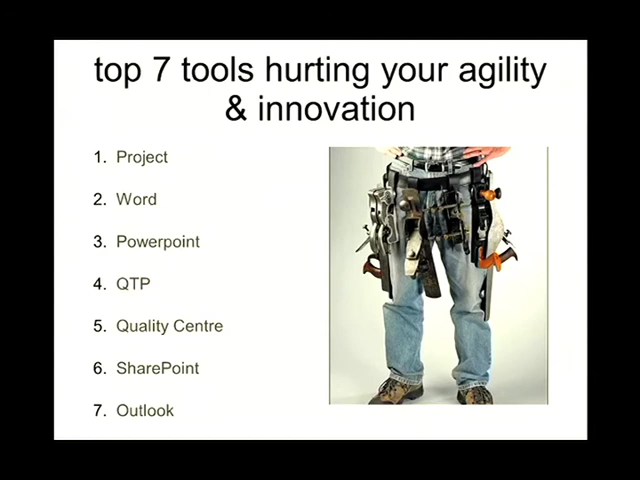 top 7 tools hurting your agility
& innovation
1. Project
2. Word
3. Powerpoint
4. QTP
5. Quality Centre
6. SharePoint
7. Outlook